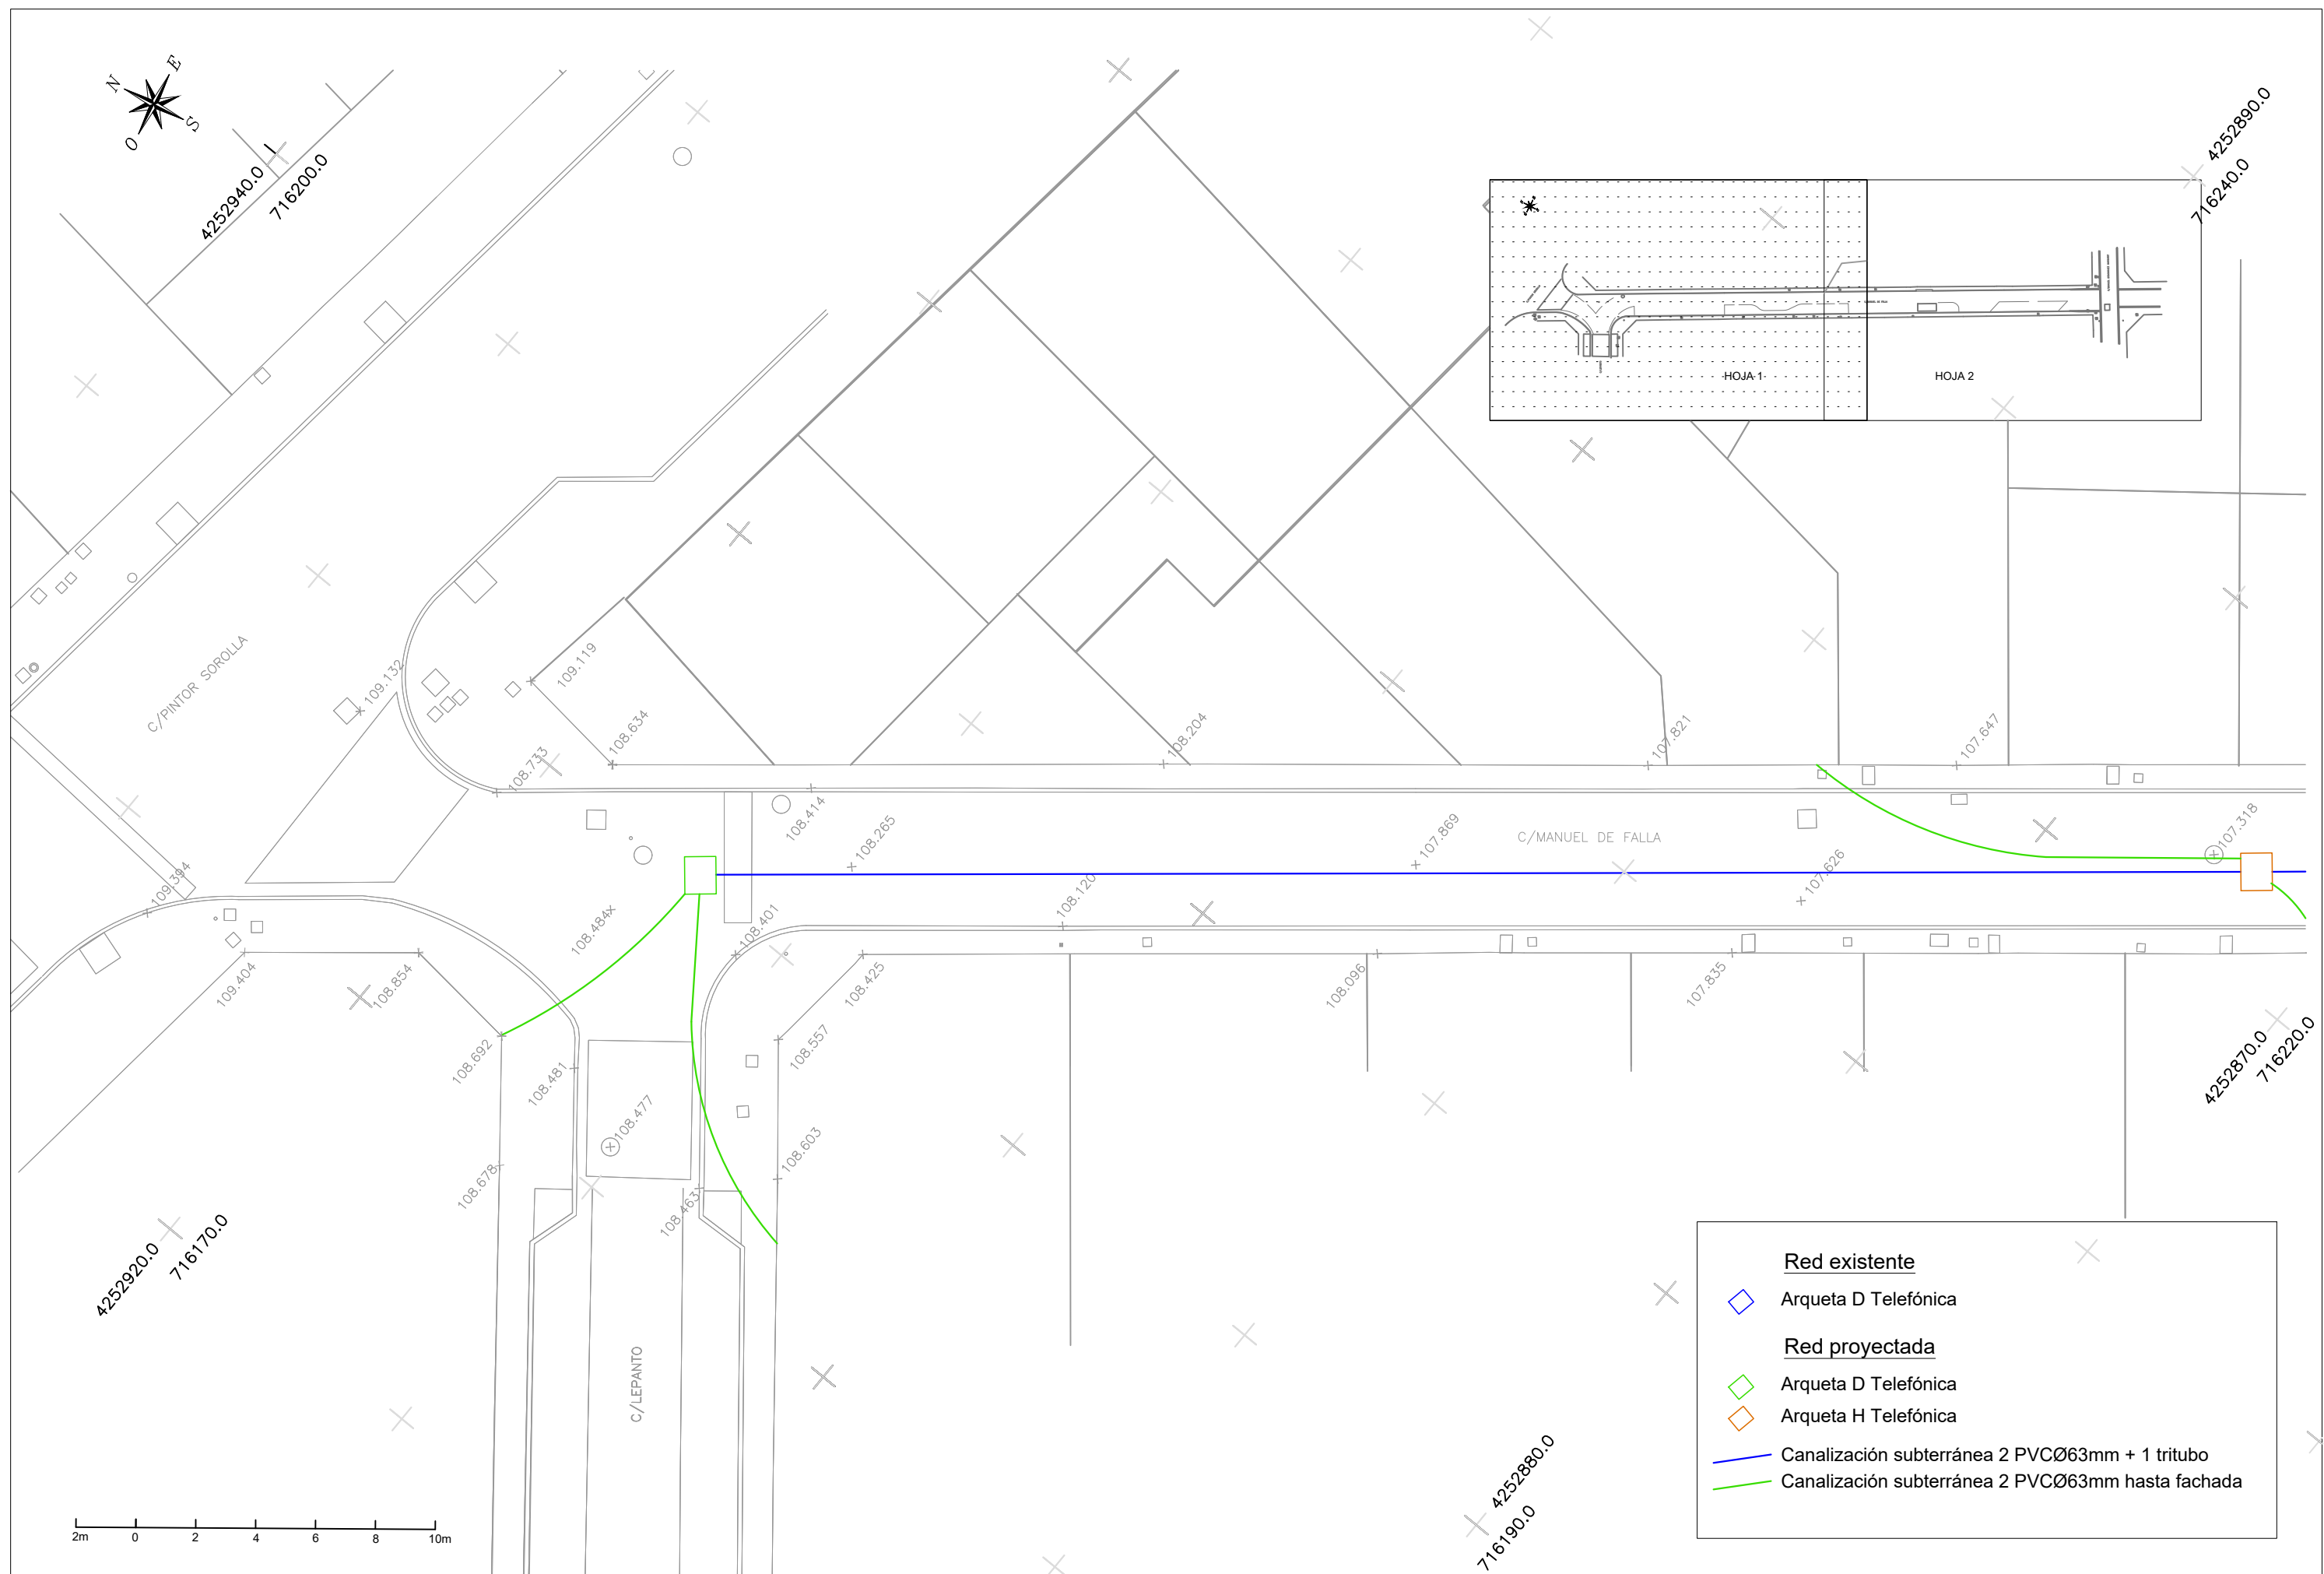 N
E
S
O
4252940.0
716200.0
4252890.0
716240.0
HOJA 1
HOJA 2
C/PINTOR SOROLLA
109.132
109.119
108.634
108.733
108.204
107.821
107.647
108.414
108.265
107.869
C/MANUEL DE FALLA
107.318
107.626
109.394
108.484
108.401
108.120
109.404
108.854
108.425
108.096
107.835
108.692
108.481
108.557
108.477
108.678
108.463
108.603
4252870.0
716220.0
4252920.0
716170.0
C/LEPANTO
4252880.0
716190.0
Red existente
Arqueta D Telefónica
Red proyectada
Arqueta D Telefónica
Arqueta H Telefónica
Canalización subterránea 2 PVCØ63mm + 1 tritubo
Canalización subterránea 2 PVCØ63mm hasta fachada
2m 0 2 4 6 8 10m